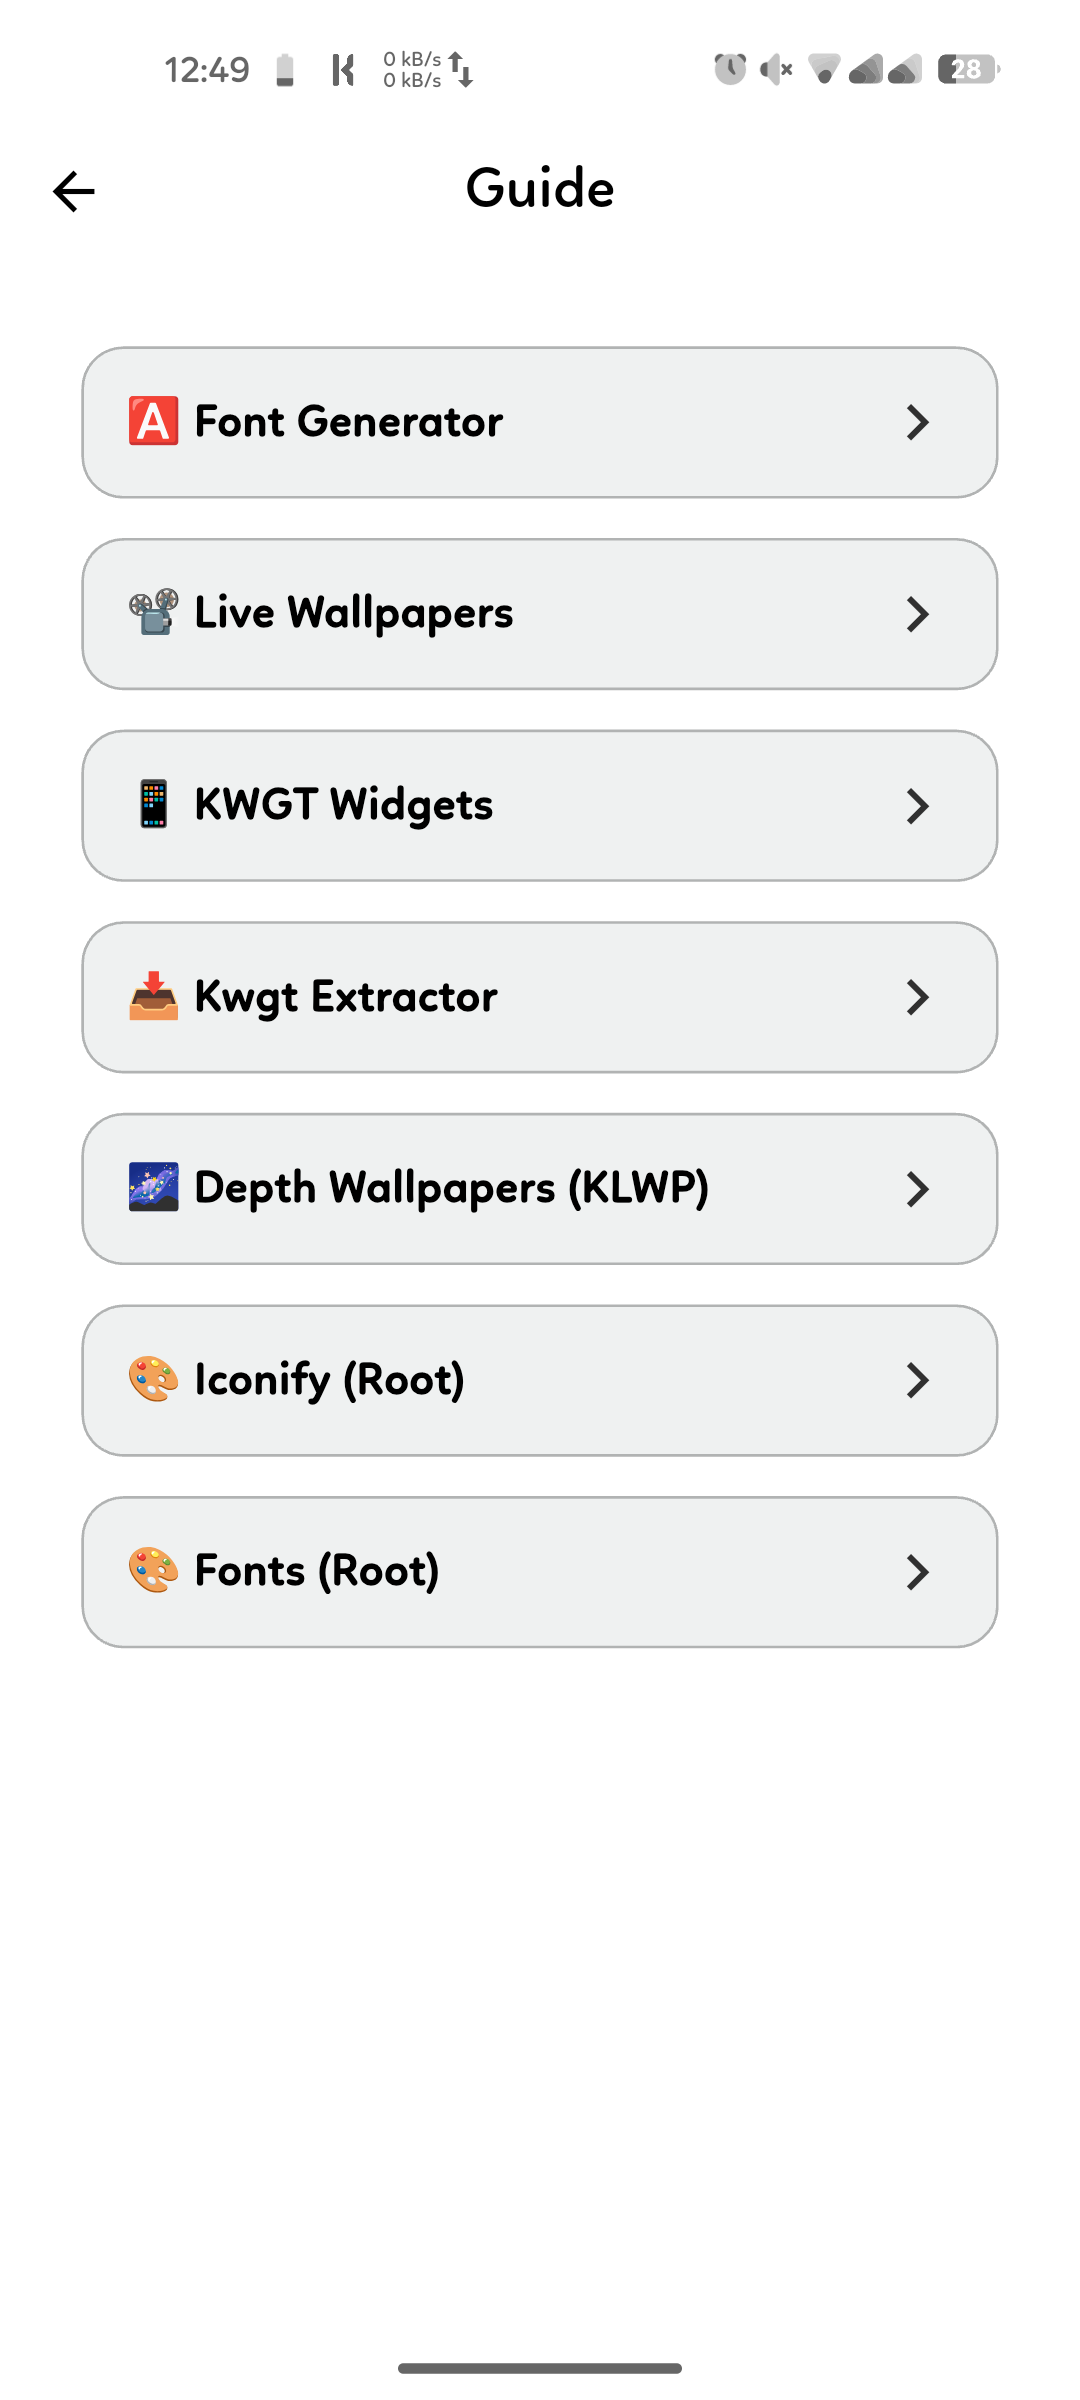 12:49 0 kB/s
0 kB/s
28
Guide
🅰 Font Generator
Live Wallpapers
KWGT Widgets
Kwgt Extractor
Depth Wallpapers (KLWP)
Iconify (Root)
Fonts (Root)